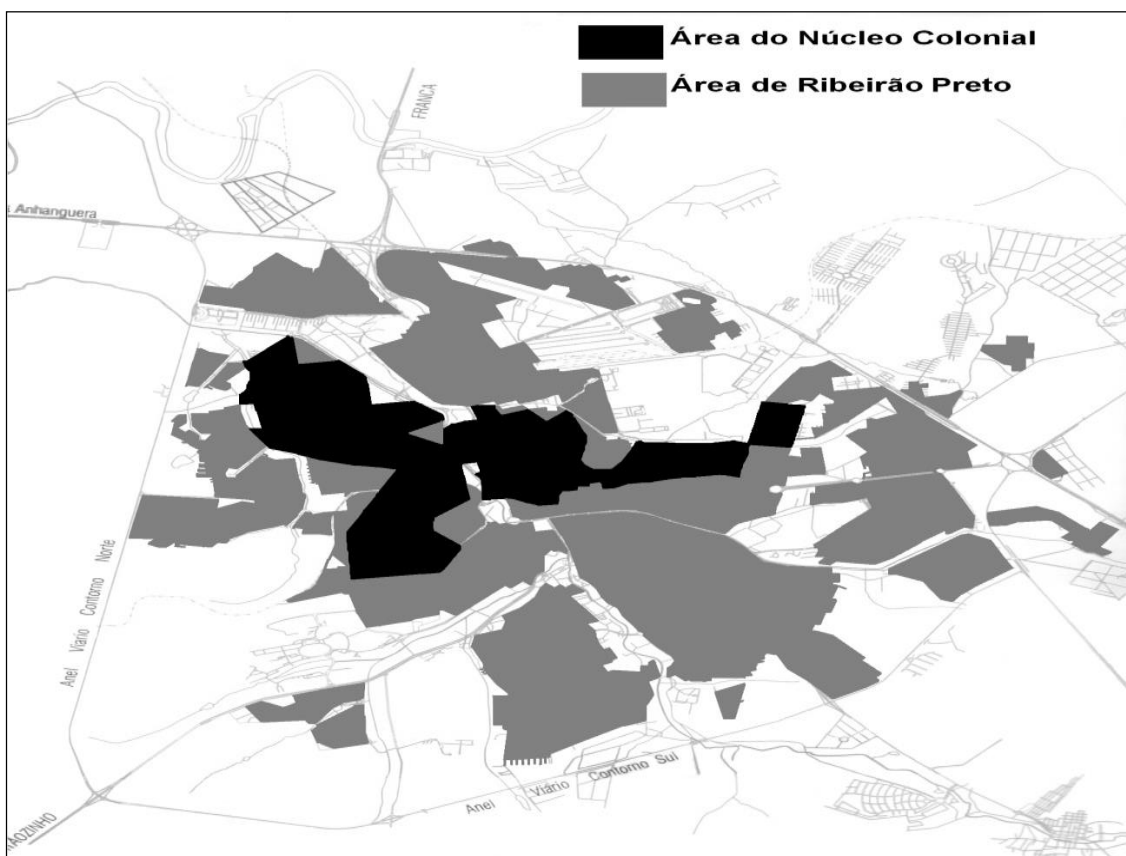 Área do Núcleo Colonial
Área de Ribeirão Preto
FRANCA
Anhanguera
Anel Viário Contorno Norte
Anel Viário Contorno Sul